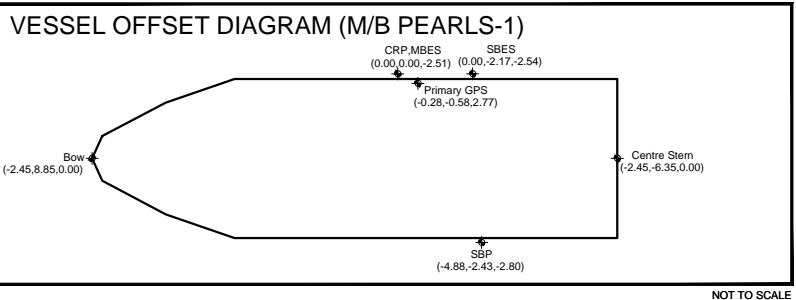 VESSEL OFFSET DIAGRAM (M/B PEARLS-1)
CRP,MBES
(0.00,0.00,-2.51)
SBES
(0.00,-2.17,-2.54)
Primary GPS
(-0.28,-0.58,2.77)
Bow
(-2.45,8.85,0.00)
Centre Stern
(-2.45,-6.35,0.00)
SBP
(-4.88,-2.43,-2.80)
NOT TO SCALE